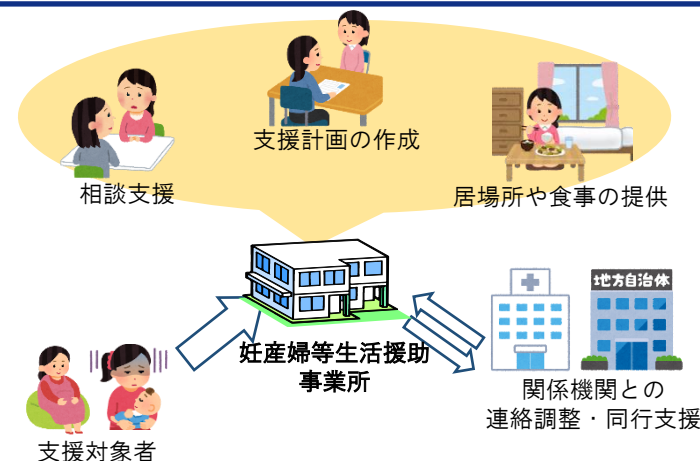 支援計画の作成
相談支援
居場所や食事の提供
地方自治体
妊産婦等生活援助
事業所
関係機関との
連絡調整・同行支援
支援対象者